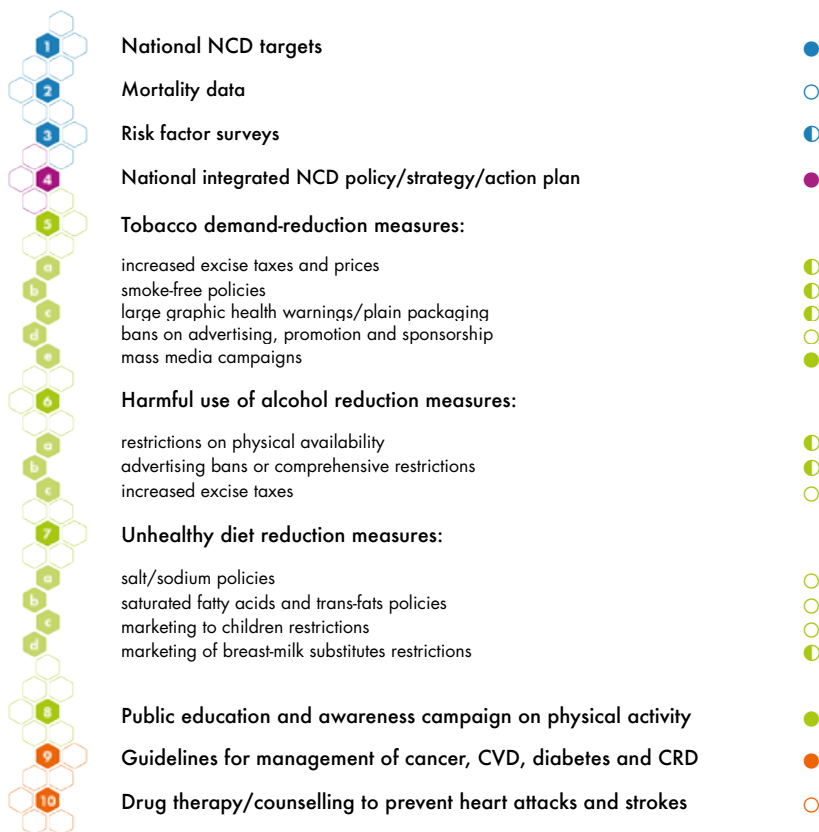 1 National NCD targets
2 Mortality data
3 Risk factor surveys
4 National integrated NCD policy/strategy/action plan
5 Tobacco demand-reduction measures:
a increased excise taxes and prices
b smoke-free policies
c large graphic health warnings/plain packaging
d bans on advertising, promotion and sponsorship
e mass media campaigns
6 Harmful use of alcohol reduction measures:
a restrictions on physical availability
b advertising bans or comprehensive restrictions
c increased excise taxes
7 Unhealthy diet reduction measures:
a salt/sodium policies
b saturated fatty acids and trans-fats policies
c marketing to children restrictions
d marketing of breast-milk substitutes restrictions
8 Public education and awareness campaign on physical activity
9 Guidelines for management of cancer, CVD, diabetes and CRD
10 Drug therapy/counselling to prevent heart attacks and strokes